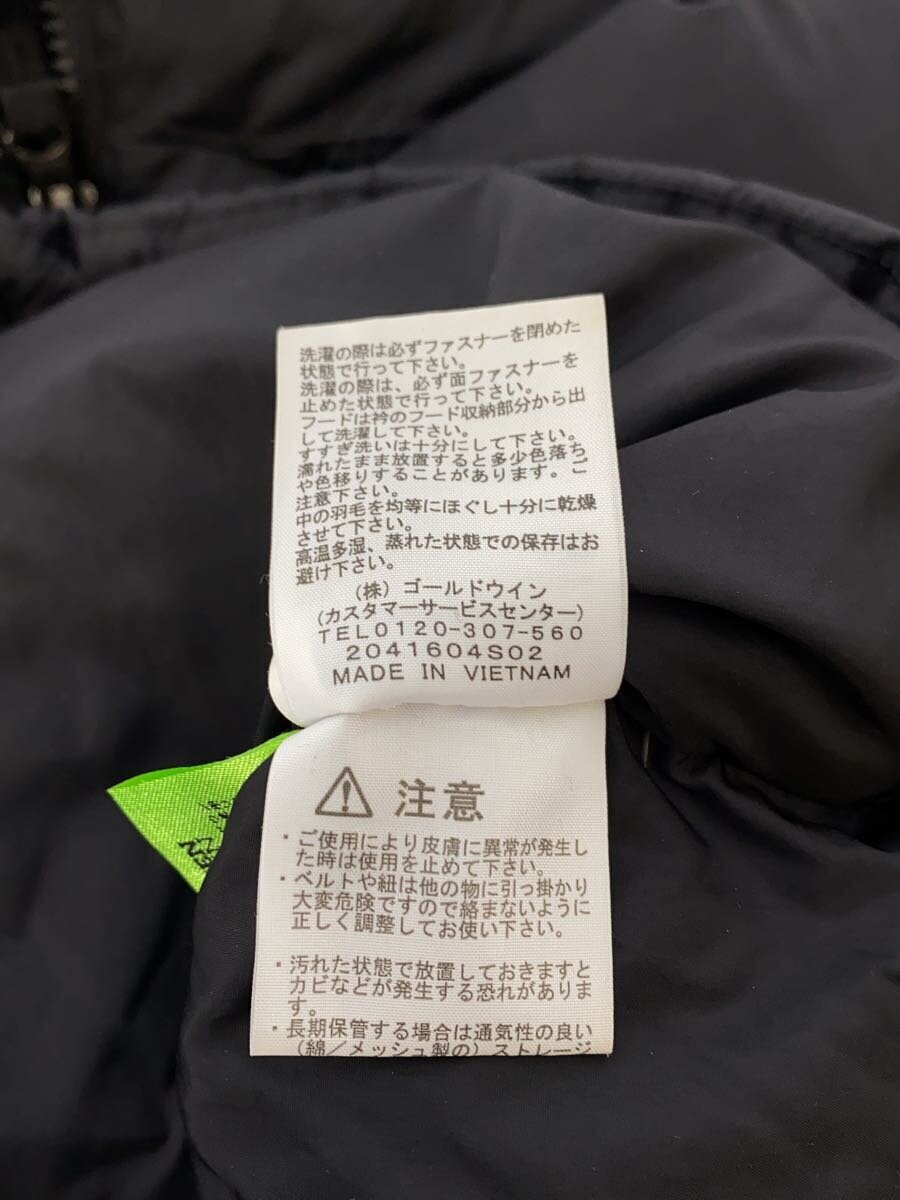 洗濯の際は必ずファスナーを閉めた
状態で行って下さい。
洗濯の際は、必ず面ファスナーを
止めた状態で行って下さい。
フードは衿のフード収納部分から出
して洗濯して下さい。
すすぎ洗いは十分にして下さい。
濡れたまま放置すると多少色落ち
や色移りすることがあります。ご
注意下さい。
中の羽毛を均等にほぐし十分に乾燥
させて下さい。
高温多湿、蒸れた状態での保存はお
避け下さい。
(株)ゴールドウイン
(カスタマーサービスセンター)
TEL0120-307-560
2041604S02
MADE IN VIETNAM
注意
・ご使用により皮膚に異常が発生し
た時は使用を止めて下さい。
・ベルトや紐は他の物に引っ掛かり
大変危険ですので絡まないように
正しく調整してお使い下さい。
・汚れた状態で放置しておきますと
カビなどが発生する恐れがありま
す。
・長期保管する場合は通気性の良い
(綿/メッシュ製の)ストレージ